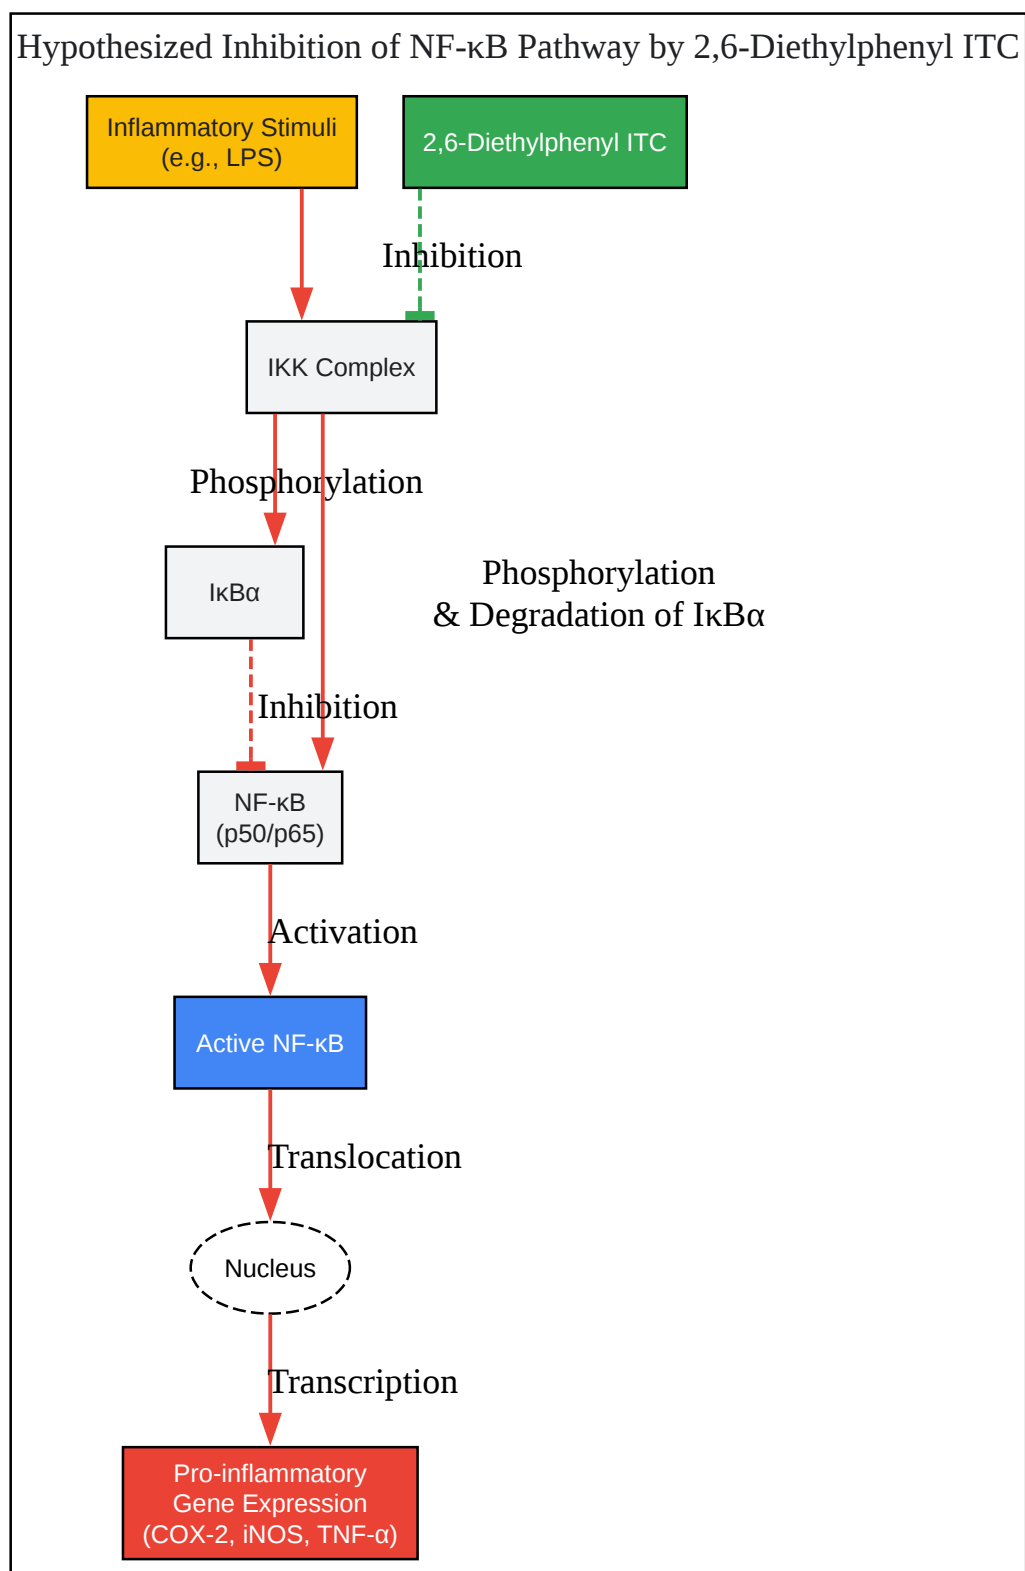 Hypothesized Inhibition of NF-κB Pathway by 2,6-Diethylphenyl ITC
Inflammatory Stimuli
(e.g., LPS)
2,6-Diethylphenyl ITC
Inhibition
IKK Complex
Phosphorylation
IκBα
Phosphorylation
& Degradation of IκBα
Inhibition
NF-κB
(p50/p65)
Activation
Active NF-κB
Translocation
Nucleus
Transcription
Pro-inflammatory
Gene Expression
(COX-2, iNOS, TNF-α)